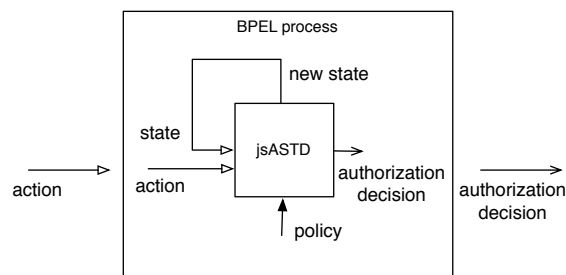 BPEL process
new state
state
jsASTD
action
action
authorization
decision
authorization
decision
policy